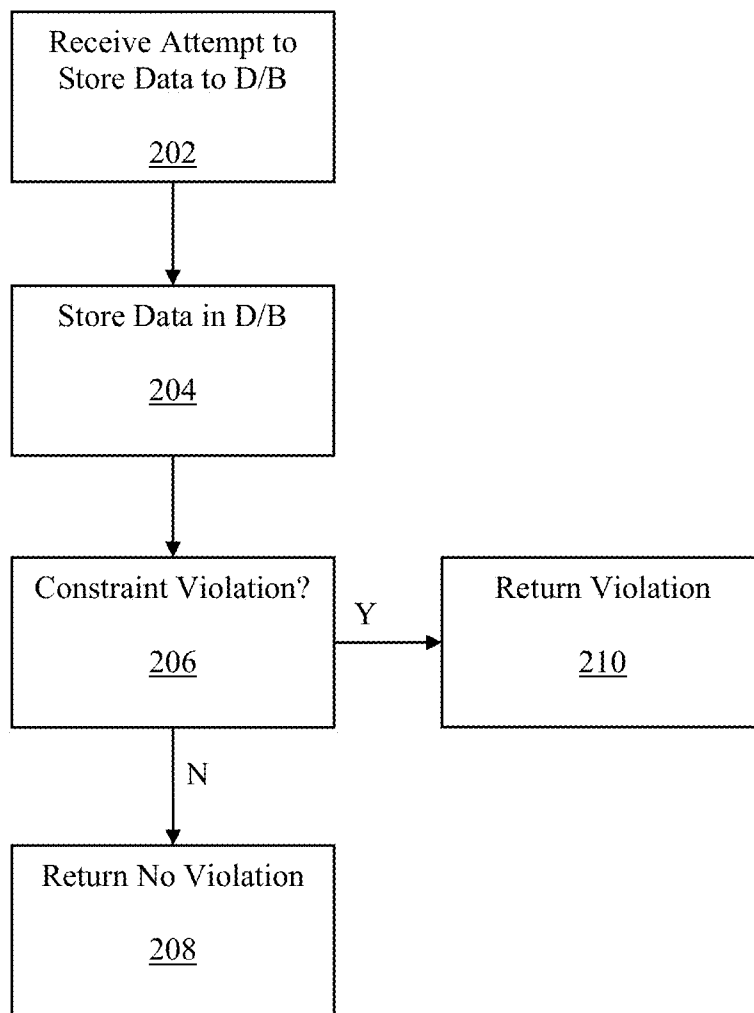 Receive Attempt to
Store Data to D/B
202
Store Data in D/B
204
Constraint Violation?
206
Y
Return Violation
210
N
Return No Violation
208